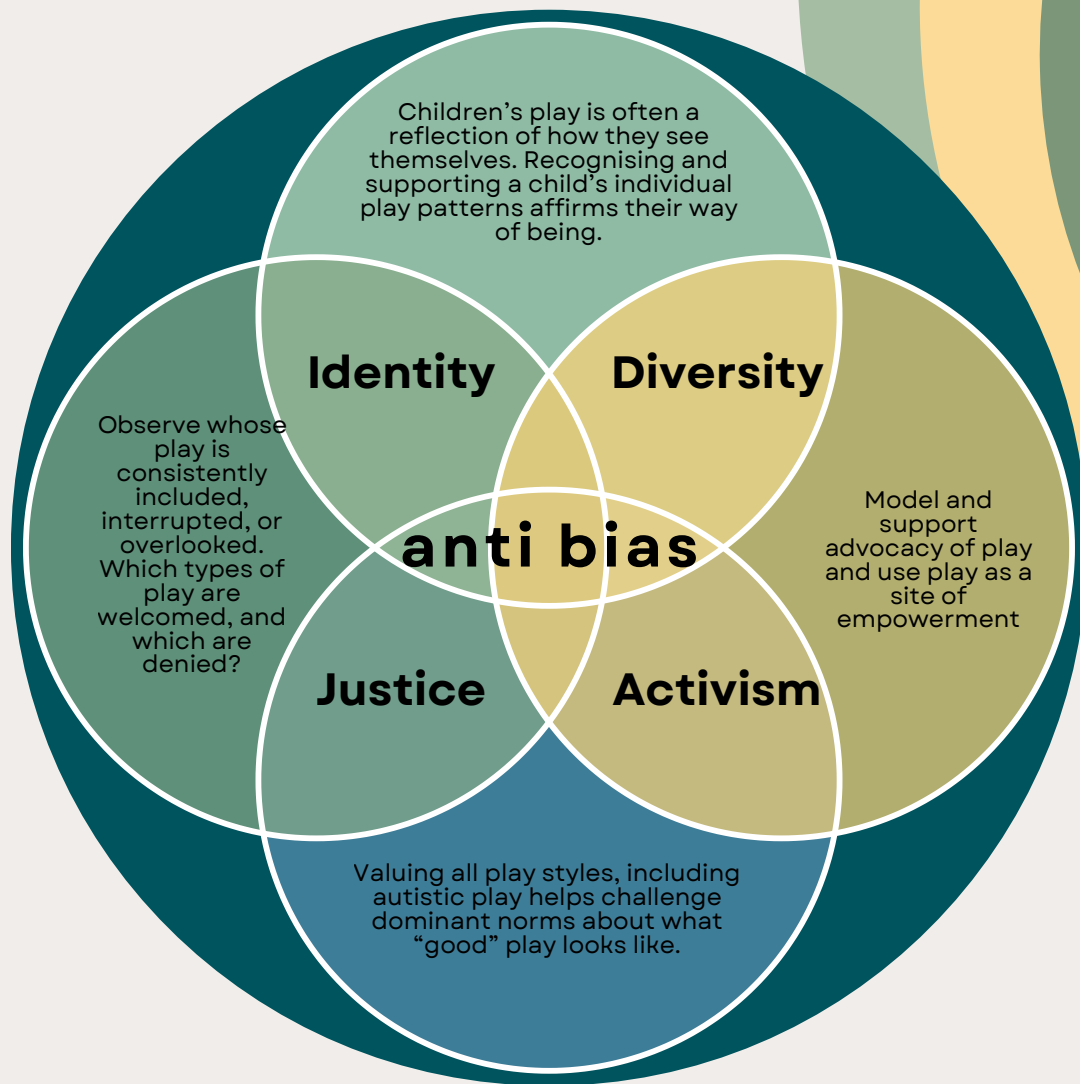 Children’s play is often a
reflection of how they see
themselves. Recognising and
supporting a child’s individual
play patterns affirms their way
of being.
Identity
Diversity
Observe whose
play is
consistently
included,
interrupted, or
overlooked.
Which types of
play are
welcomed, and
which are
denied?
anti bias
Model and
support
advocacy of play
and use play as a
site of
empowerment
Justice
Activism
Valuing all play styles, including
autistic play helps challenge
dominant norms about what
“good” play looks like.